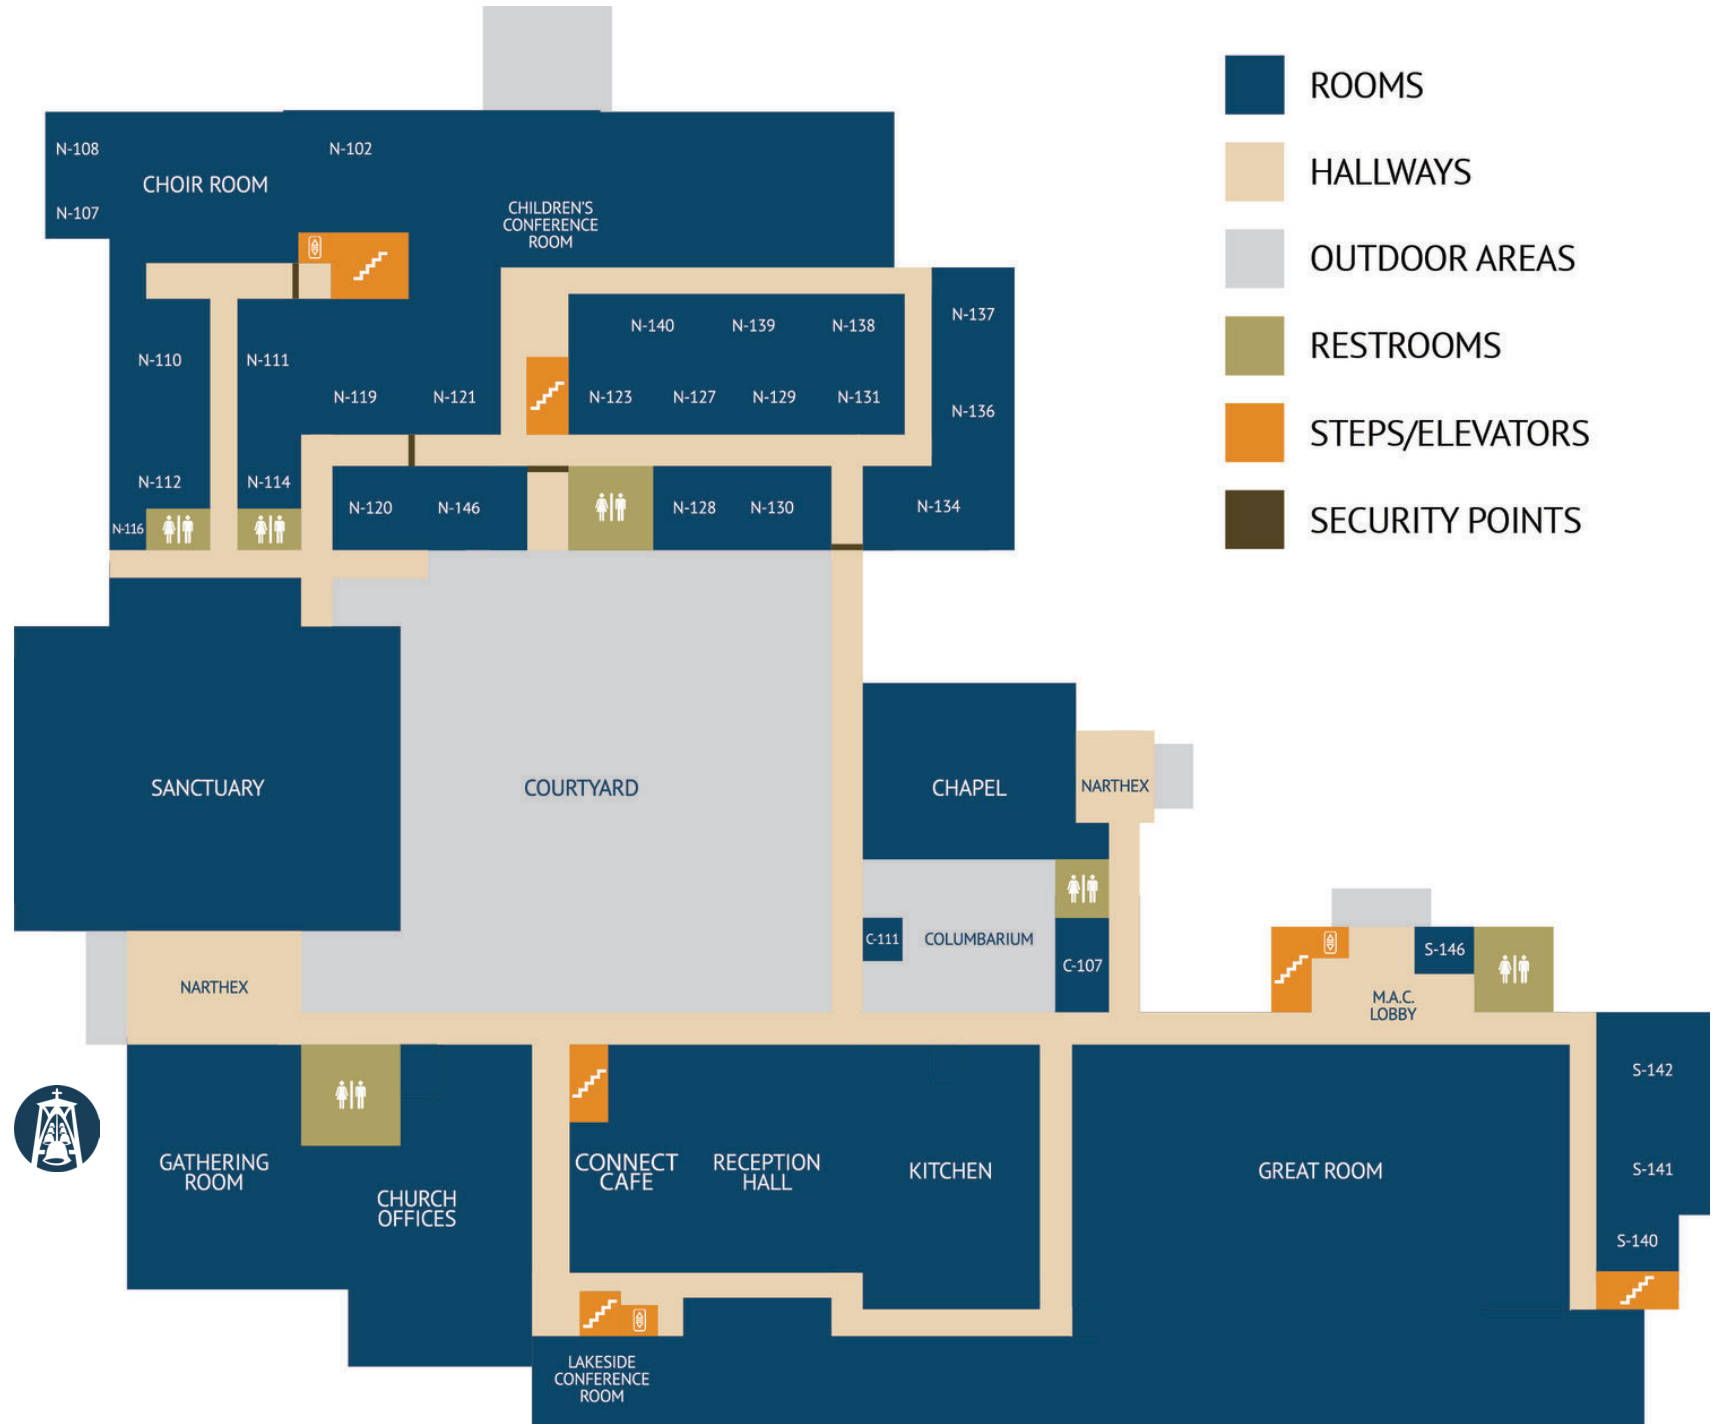 ROOMS
HALLWAYS
OUTDOOR AREAS
RESTROOMS
STEPS/ELEVATORS
SECURITY POINTS
N-108
N-102
CHOIR ROOM
N-107
CHILDREN'S
CONFERENCE
ROOM
N-137
N-140
N-139
N-138
N-110
N-111
N-119
N-121
N-123
N-127
N-129
N-131
N-136
N-112
N-114
N-120
N-146
N-128
N-130
N-134
N-116
SANCTUARY
COURTYARD
CHAPEL
NARTHEX
C-111
COLUMBARIUM
C-107
S-146
NARTHEX
M.A.C.
LOBBY
S-142
GATHERING
ROOM
CHURCH
OFFICES
CONNECT
CAFE
RECEPTION
HALL
KITCHEN
GREAT ROOM
S-141
S-140
LAKESIDE
CONFERENCE
ROOM